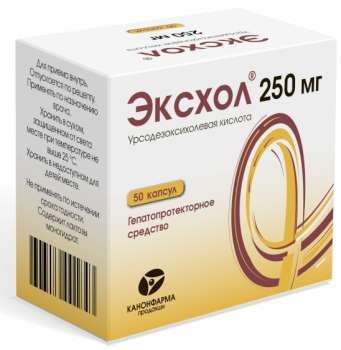 ЭКСХОЛ® 250 мг
Урсодезоксихолевая кислота
ЭКСХОЛ® 250 мг
Урсодезоксихолевая кислота
50 капсул
Гепатопротекторное
средство
КАНОНФАРМА
продакшн
Для приема внутрь.
Отпускается по рецепту.
Применять по назначению
врача.
Хранить в сухом,
защищенном от света
месте при температуре не
выше 25 °С.
Хранить в недоступном для
детей месте.
Не применять по истечении
срока годности.
Содержит лактозы
моногидрат.